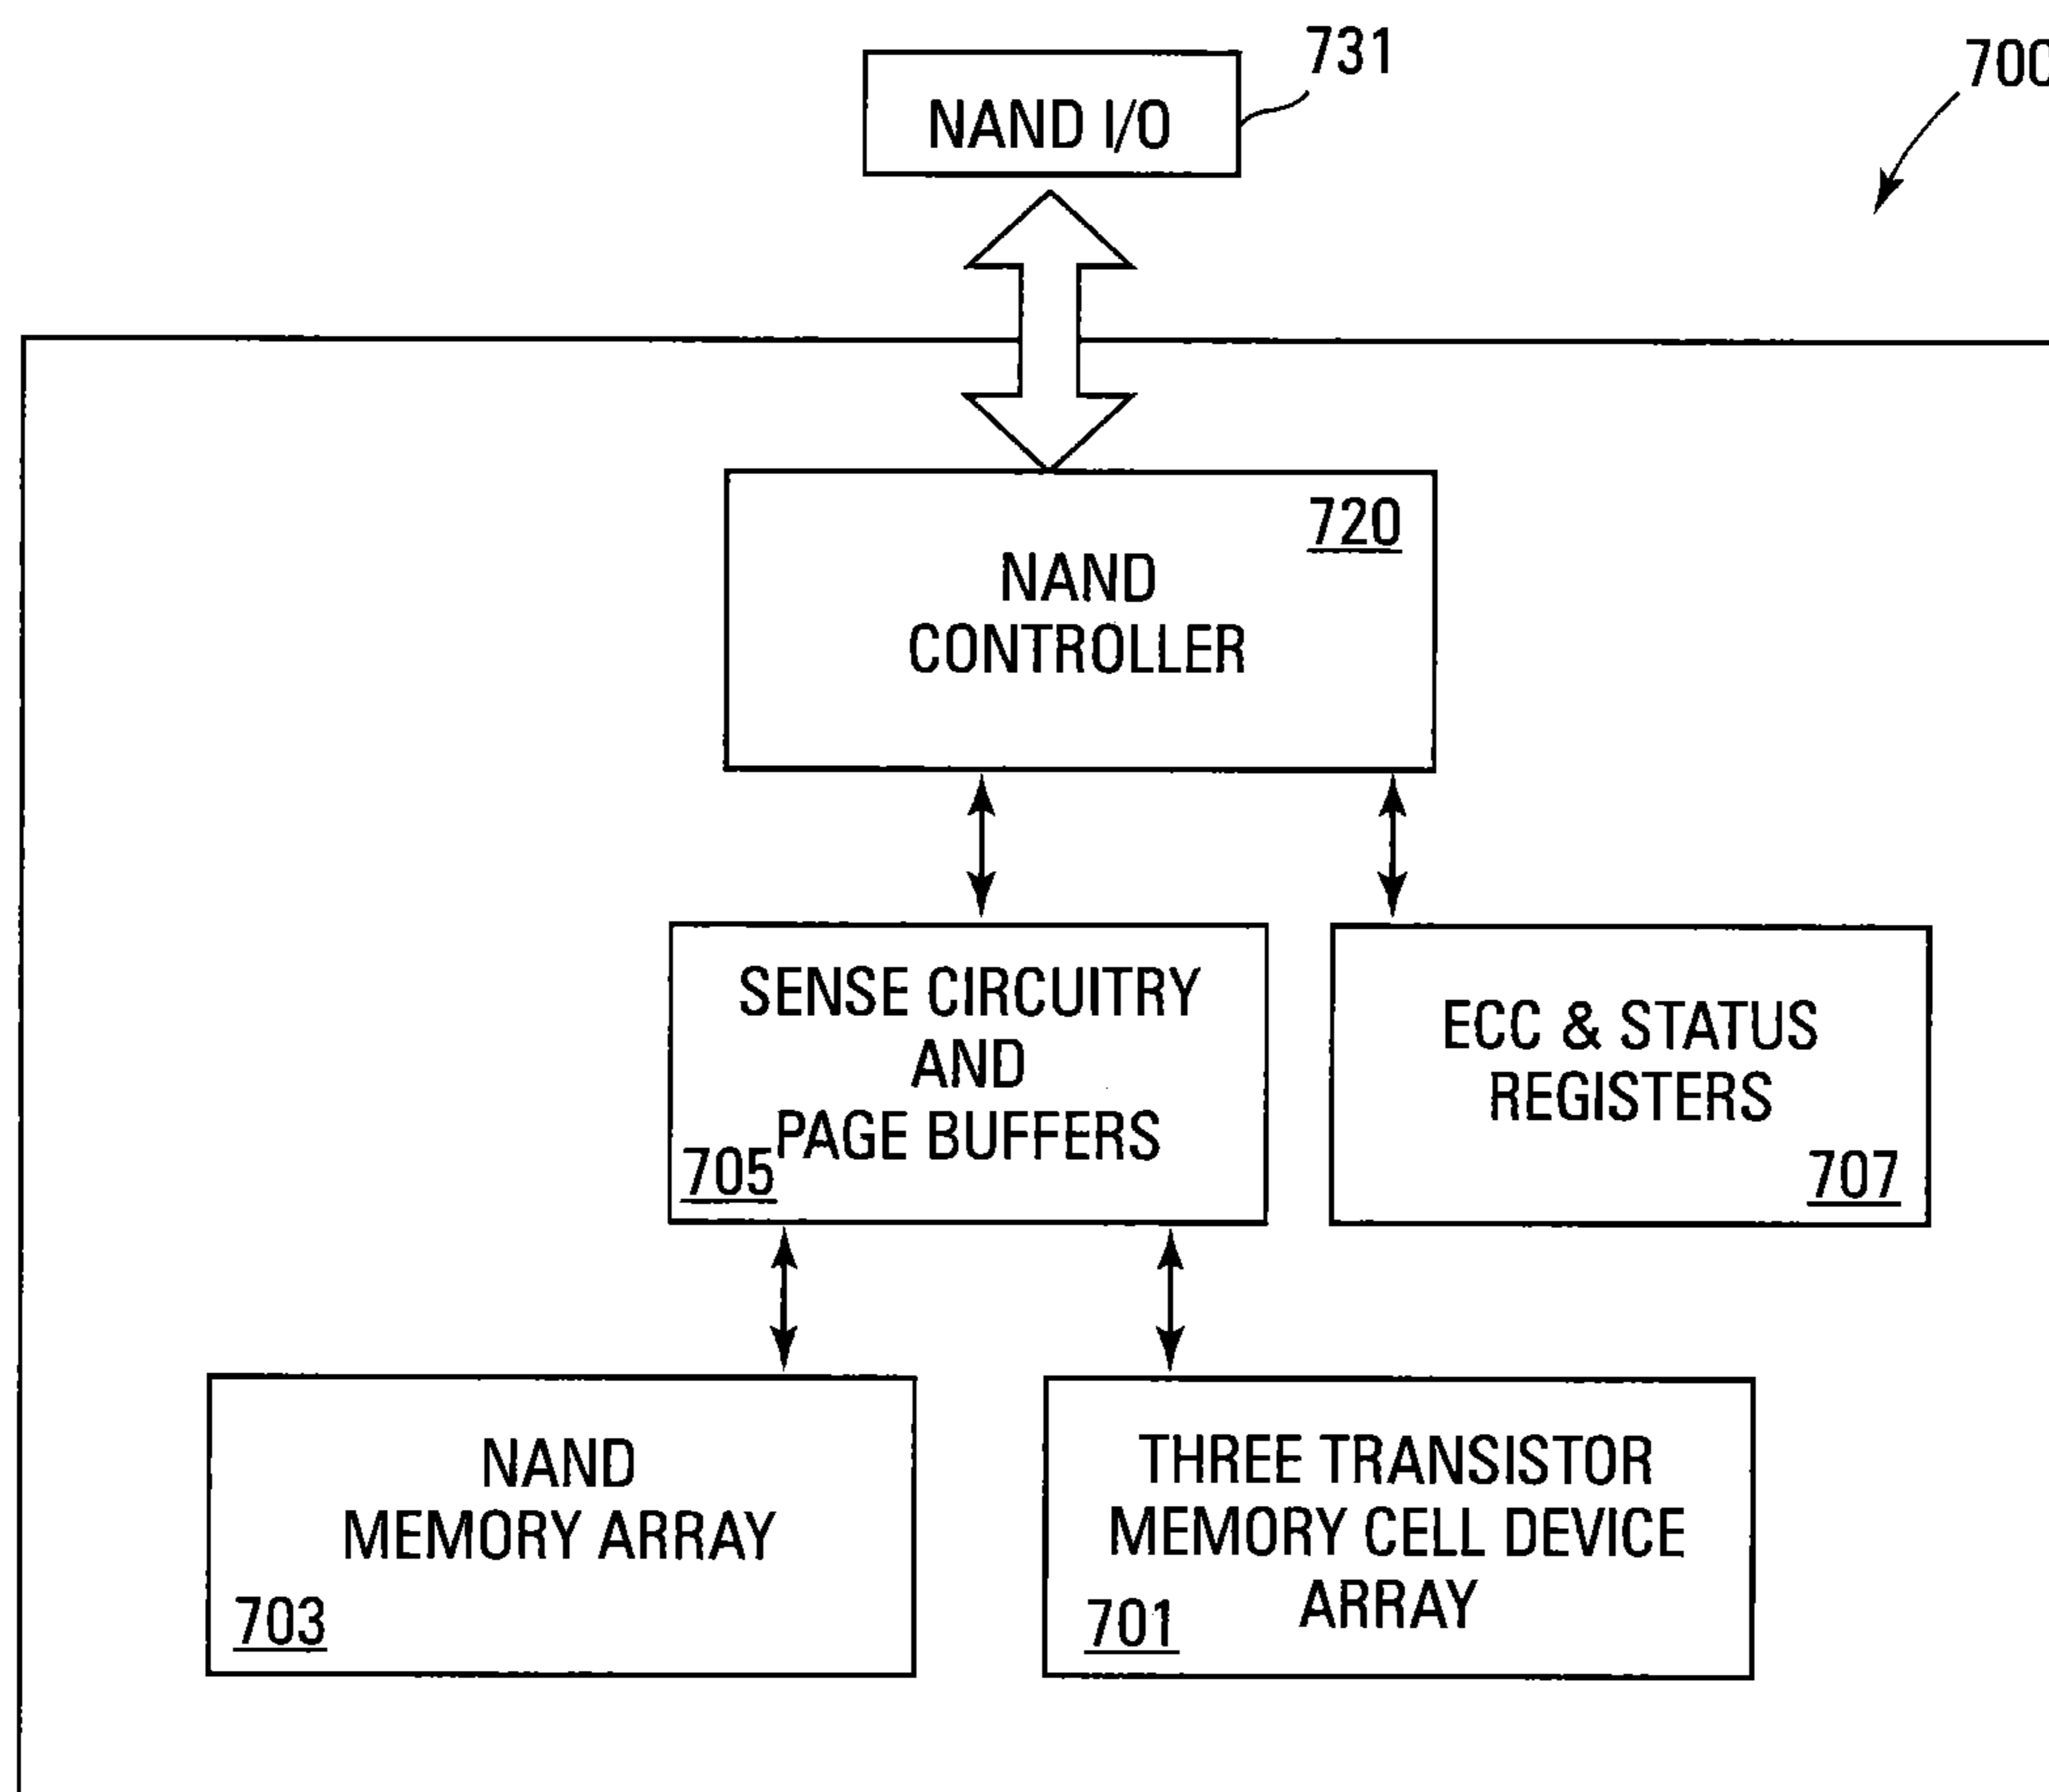 731
700
NAND I/O
720
NAND
CONTROLLER
SENSE CIRCUITRY
AND
PAGE BUFFERS
705
ECC & STATUS
REGISTERS
707
NAND
MEMORY ARRAY
703
THREE TRANSISTOR
MEMORY CELL DEVICE
ARRAY
701